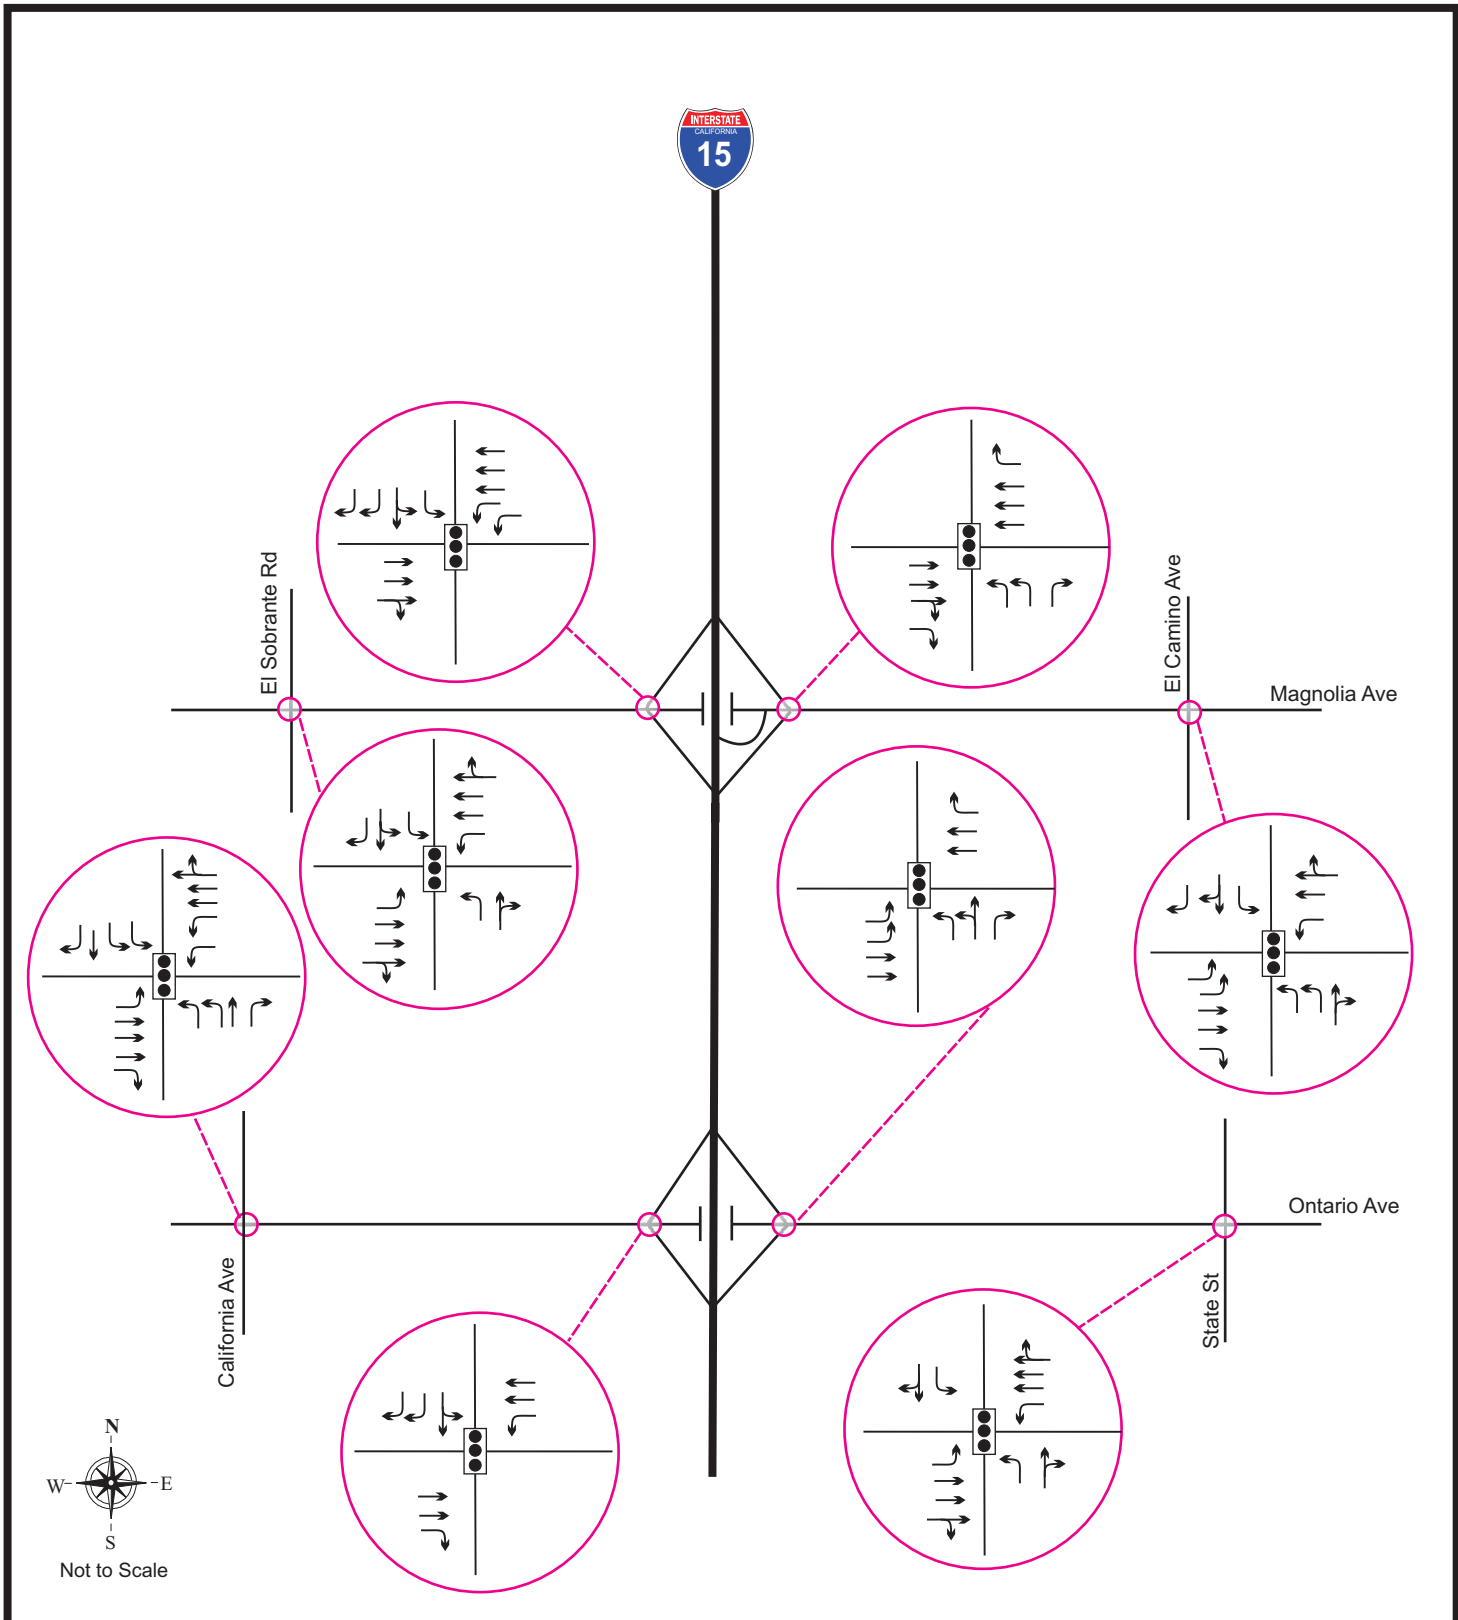 INTERSTATE
CALIFORNIA
15
El Sobrante Rd
El Camino Ave
Magnolia Ave
Ontario Ave
California Ave
State St
N
W
E
S
Not to Scale